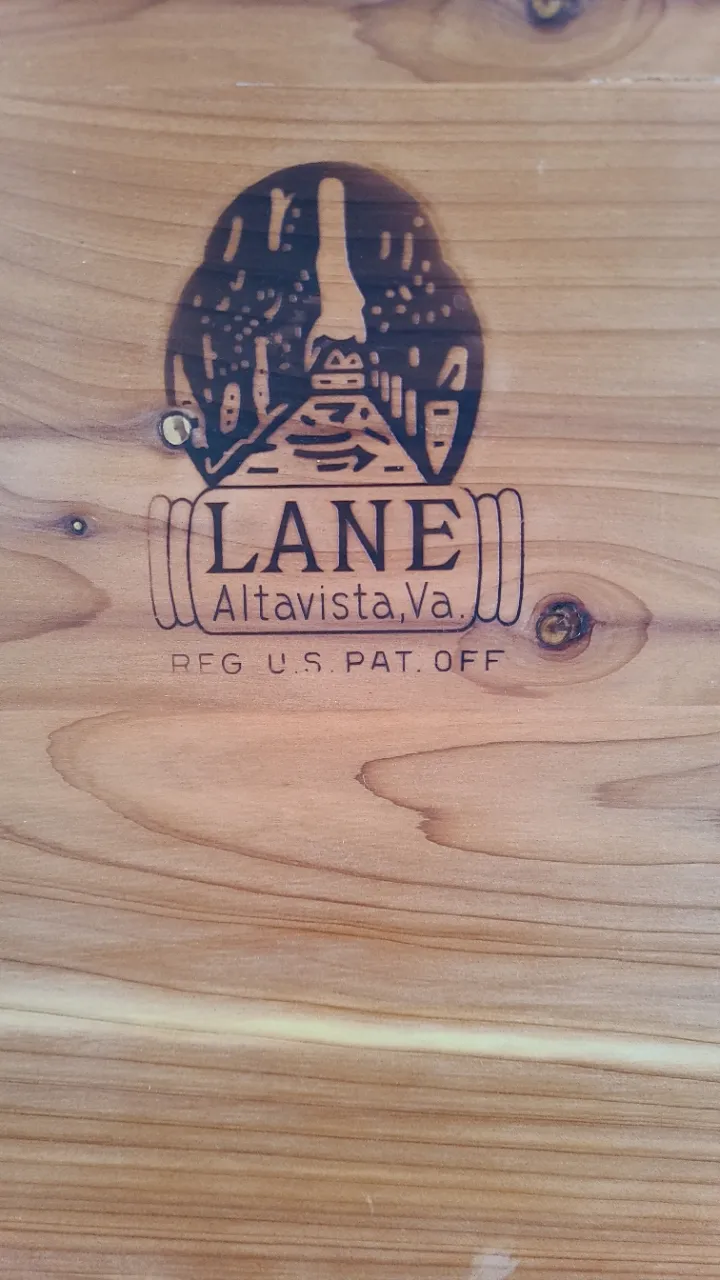 LANE
Altavista, Va.
REG U.S. PAT. OFF